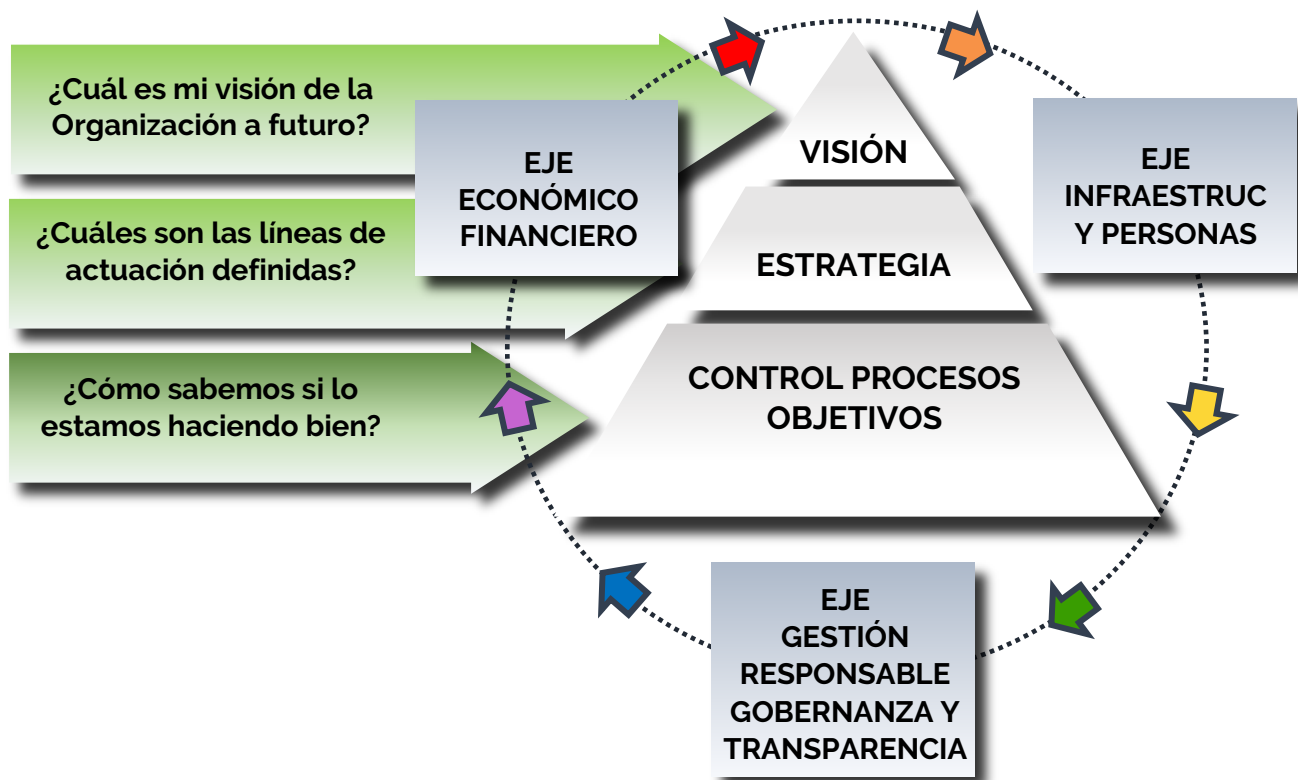 ¿Cuál es mi visión de la
Organización a futuro?
¿Cuáles son las líneas de
actuación definidas?
¿Cómo sabemos si lo
estamos haciendo bien?
EJE
ECONÓMICO
FINANCIERO
VISIÓN
ESTRATEGIA
CONTROL PROCESOS
OBJETIVOS
EJE
INFRAESTRUC
Y PERSONAS
EJE
GESTIÓN
RESPONSABLE
GOBERNANZA Y
TRANSPARENCIA